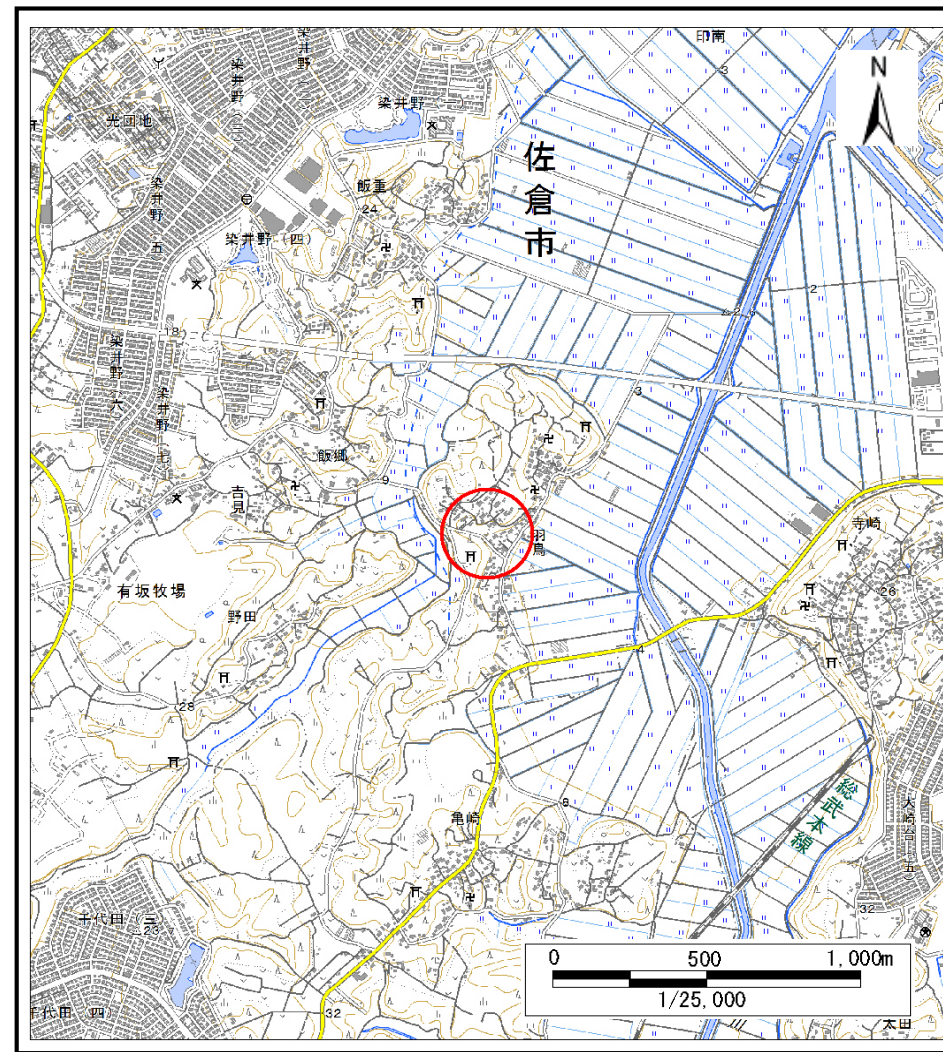 印南
染井野(二)
染井野(三)
染井野(一)
N
光団地
佐倉市
3
染井野 五
飯重
24
染井野(四)
2
18
染井野 六
染井野 七
3
飯郷
9
吉見
羽鳥
寺崎
有坂牧場
野田
26
4
28
8
総武本線
亀崎
大崎台(五)
千代田(三)
23
32
0 500 1,000m
1/25,000
千代田(四)
32
太田